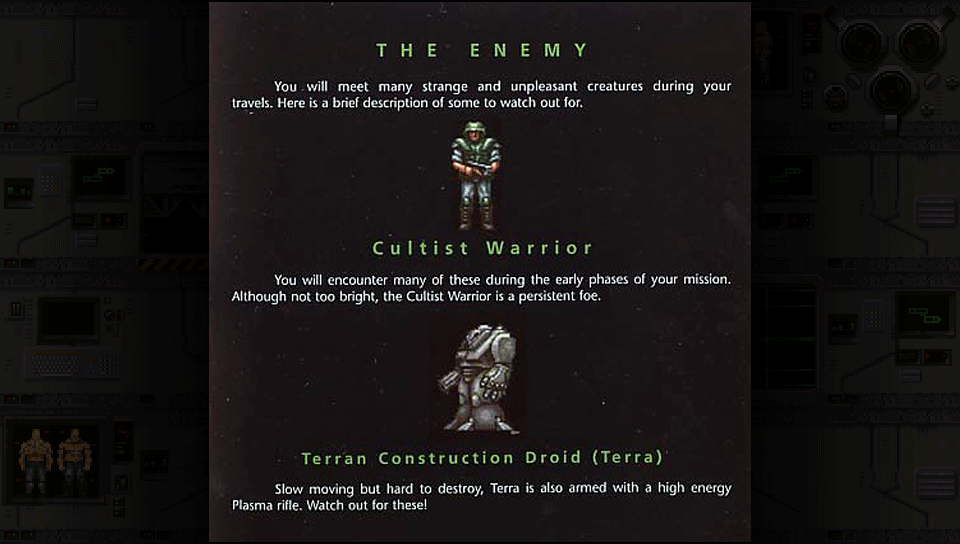 THE ENEMY
You will meet many strange and unpleasant creatures during your
travels. Here is a brief description of some to watch out for.
Cultist Warrior
You will encounter many of these during the early phases of your mission.
Although not too bright, the Cultist Warrior is a persistent foe.
Terran Construction Droid (Terra)
Slow moving but hard to destroy, Terra is also armed with a high energy
Plasma rifle. Watch out for these!